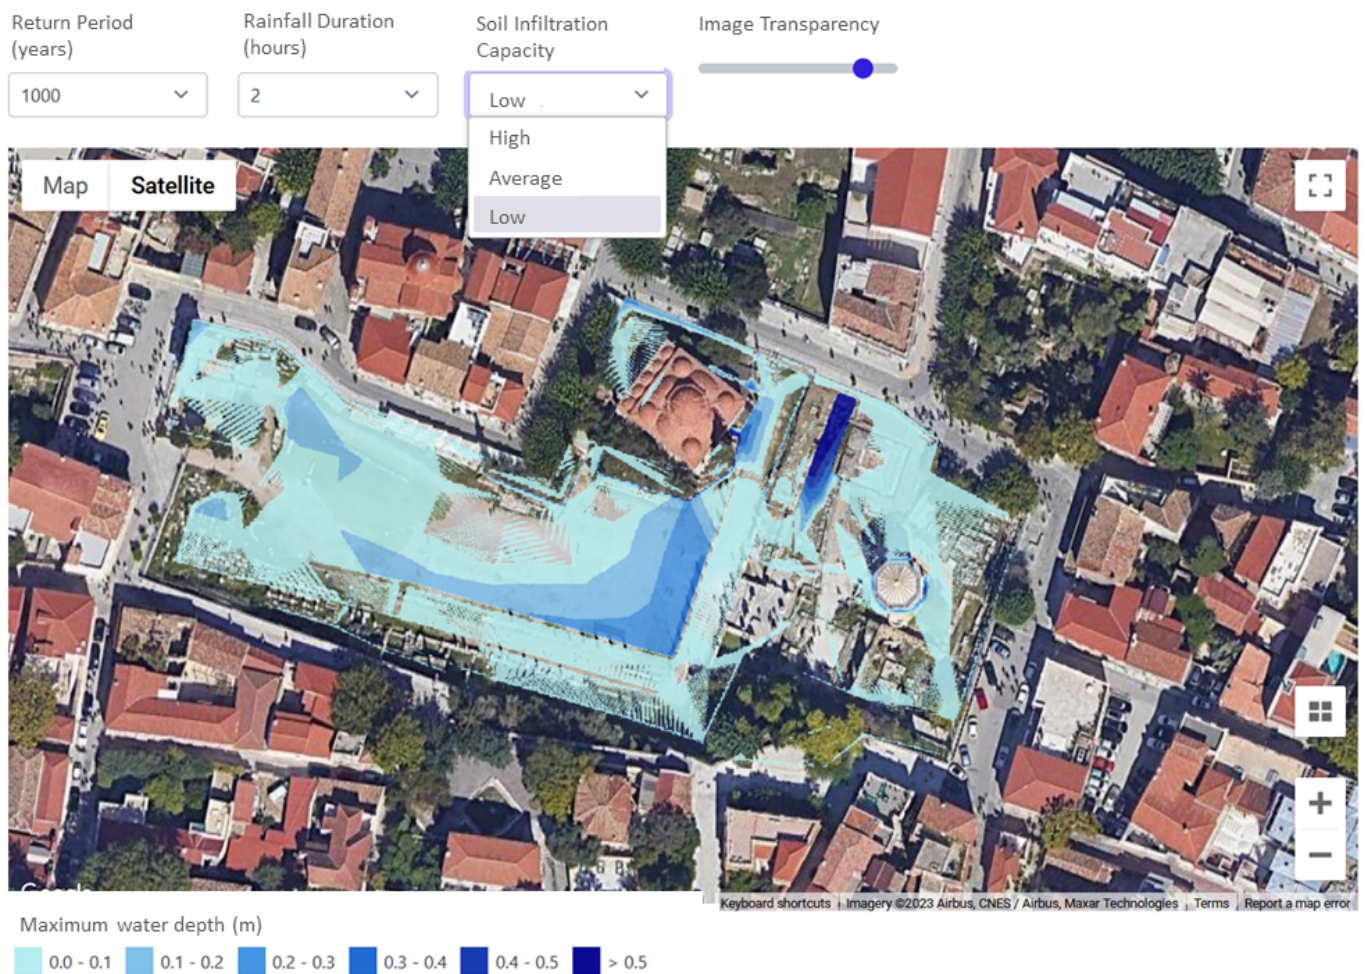 Return Period
(years)
Rainfall Duration
(hours)
Soil Infiltration
Capacity
Image Transparency
1000
2
Low
High
Average
Low
Map
Satellite
Google
Keyboard shortcuts
Imagery ©2023 Airbus, CNES / Airbus, Maxar Technologies
Terms
Report a map error
Maximum water depth (m)
0.0 - 0.1
0.1 - 0.2
0.2 - 0.3
0.3 - 0.4
0.4 - 0.5
> 0.5